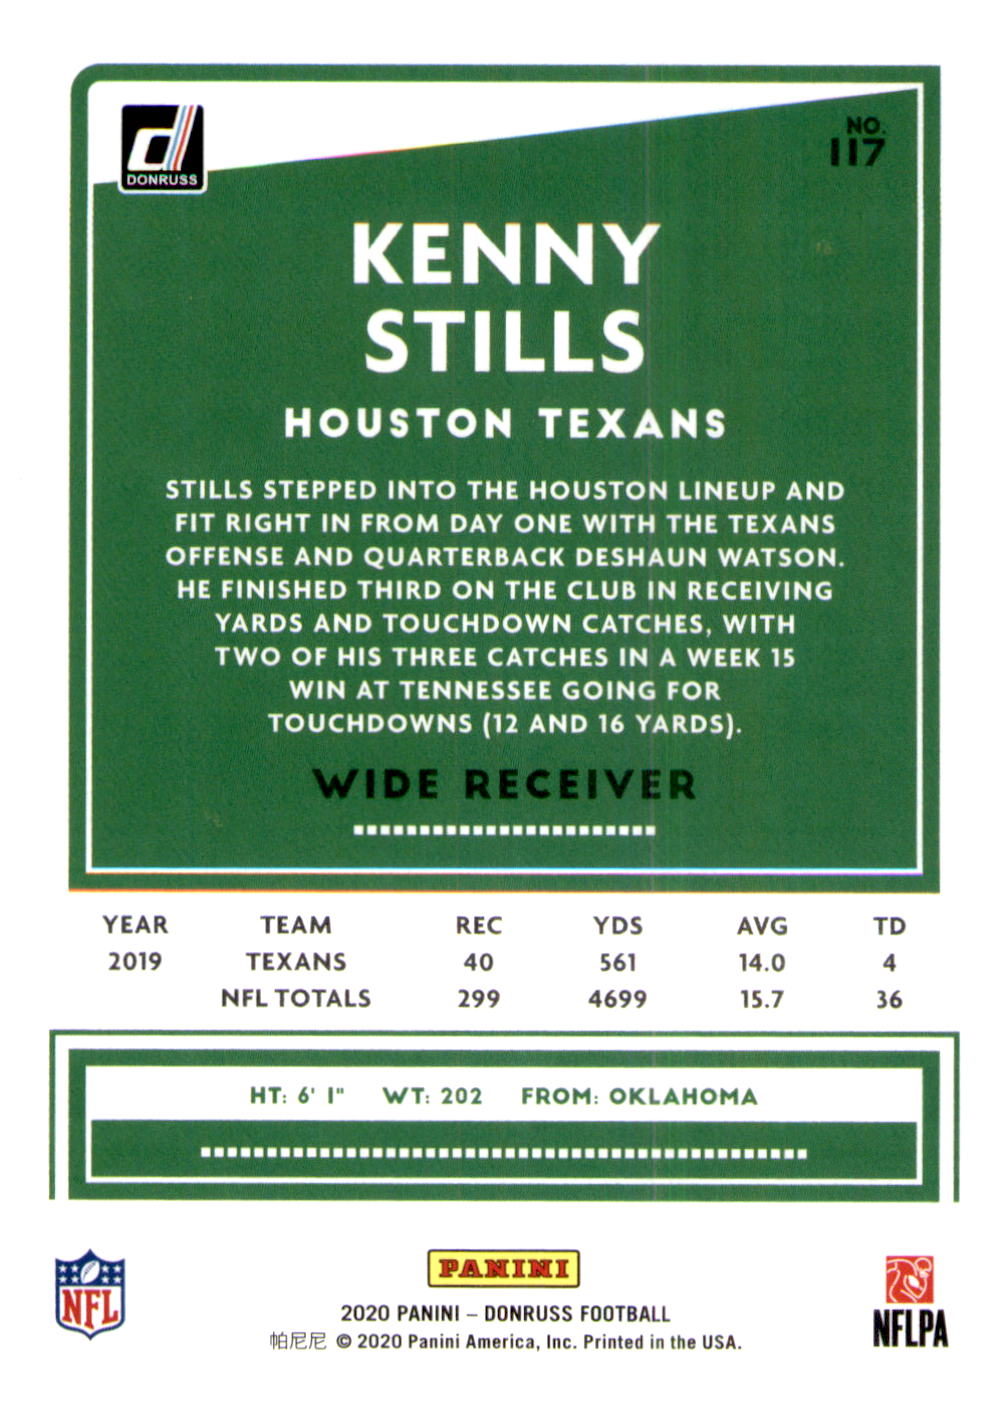 DONRUSS
NO.
117
KENNY
STILLS
HOUSTON TEXANS
STILLS STEPPED INTO THE HOUSTON LINEUP AND
FIT RIGHT IN FROM DAY ONE WITH THE TEXANS
OFFENSE AND QUARTERBACK DESHAUN WATSON.
HE FINISHED THIRD ON THE CLUB IN RECEIVING
YARDS AND TOUCHDOWN CATCHES, WITH
TWO OF HIS THREE CATCHES IN A WEEK 15
WIN AT TENNESSEE GOING FOR
TOUCHDOWNS (12 AND 16 YARDS).
WIDE RECEIVER
YEAR TEAM REC YDS AVG TD
2019 TEXANS 40 561 14.0 4
NFL TOTALS 299 4699 15.7 36
HT: 6' 1" WT: 202 FROM: OKLAHOMA
NFL
PANINI
NFLPA
2020 PANINI – DONRUSS FOOTBALL
帕尼尼 © 2020 Panini America, Inc. Printed in the USA.